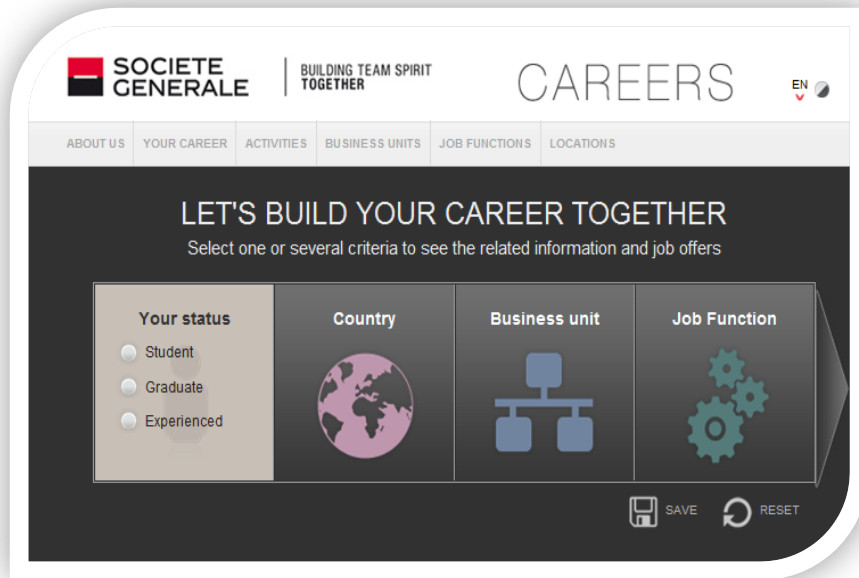 SOCIETE
GENERALE
BUILDING TEAM SPIRIT
TOGETHER
CAREERS
EN
ABOUT US YOUR CAREER ACTIVITIES BUSINESS UNITS JOB FUNCTIONS LOCATIONS
LET'S BUILD YOUR CAREER TOGETHER
Select one or several criteria to see the related information and job offers
Your status
Student
Graduate
Experienced
Country
Business unit
Job Function
SAVE
RESET